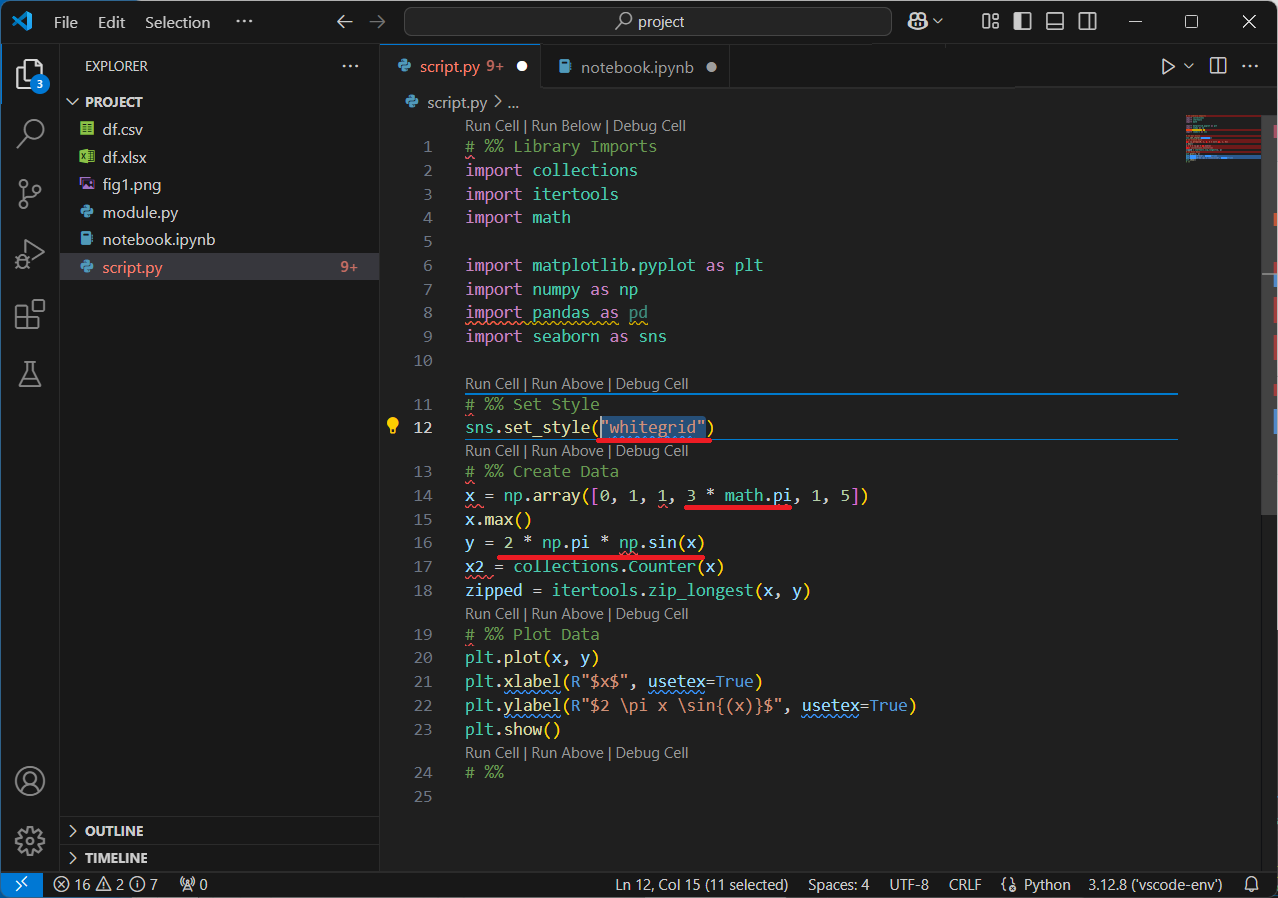 File Edit Selection ··· project
EXPLORER ···
PROJECT
df.csv
df.xlsx
fig1.png
module.py
notebook.ipynb
script.py 9+
3
OUTLINE
TIMELINE
script.py 9+ notebook.ipynb
script.py > ...
Run Cell | Run Below | Debug Cell
1 # %% Library Imports
2 import collections
3 import itertools
4 import math
5
6 import matplotlib.pyplot as plt
7 import numpy as np
8 import pandas as pd
9 import seaborn as sns
10
Run Cell | Run Above | Debug Cell
11 # %% Set Style
12 sns.set_style("whitegrid")
Run Cell | Run Above | Debug Cell
13 # %% Create Data
14 x = np.array([0, 1, 1, 3 * math.pi, 1, 5])
15 x.max()
16 y = 2 * np.pi * np.sin(x)
17 x2 = collections.Counter(x)
18 zipped = itertools.zip_longest(x, y)
Run Cell | Run Above | Debug Cell
19 # %% Plot Data
20 plt.plot(x, y)
21 plt.xlabel(R"$x$", usetex=True)
22 plt.ylabel(R"$2 \pi x \sin{(x)}$", usetex=True)
23 plt.show()
Run Cell | Run Above | Debug Cell
24 # %%
25
16 2 7 0 Ln 12, Col 15 (11 selected) Spaces: 4 UTF-8 CRLF Python 3.12.8 ('vscode-env')